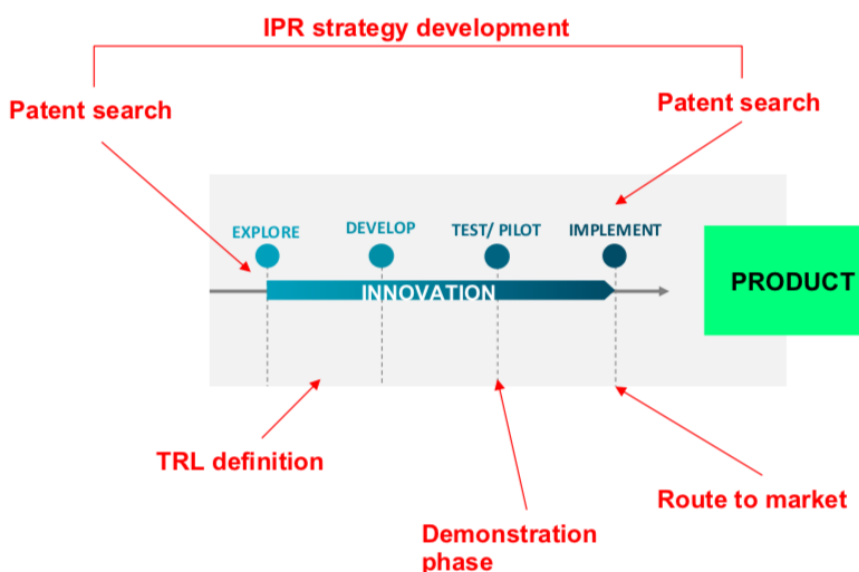 IPR strategy development
Patent search
Patent search
EXPLORE
DEVELOP
TEST/ PILOT
IMPLEMENT
INNOVATION
PRODUCT
TRL definition
Route to market
Demonstration
phase